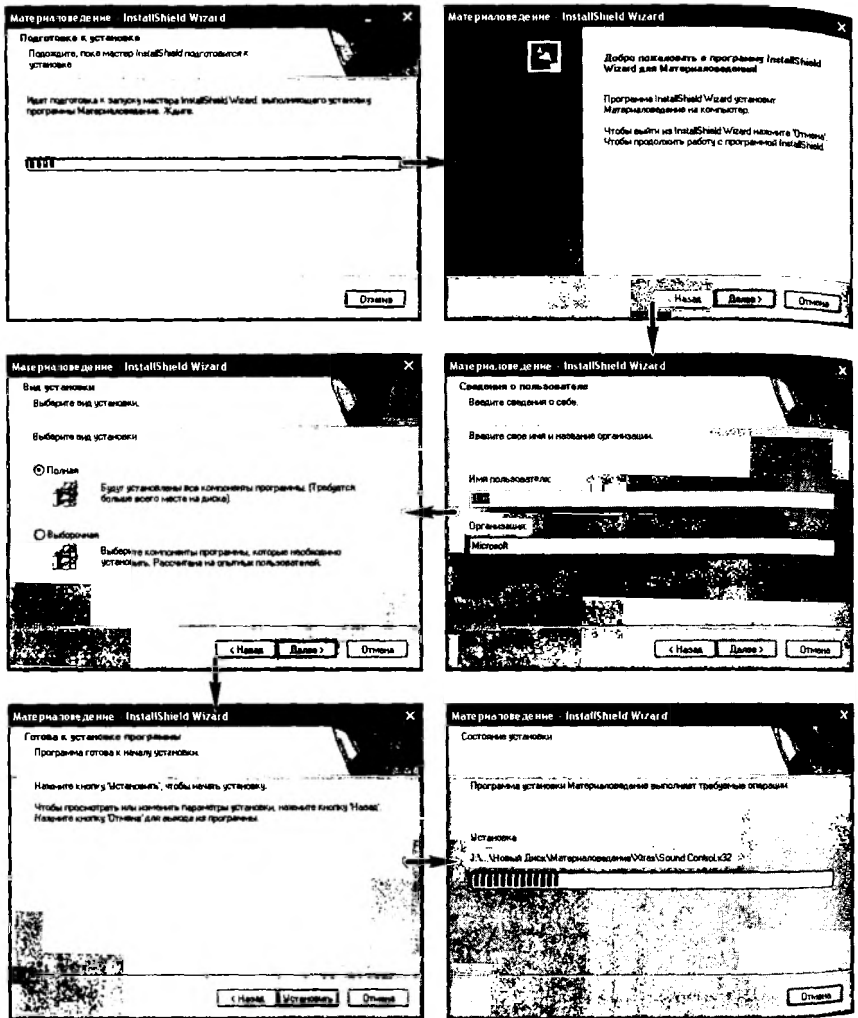 Материаловедение - InstallShield Wizard
Подготовка к установке
Подождите, пока мастер InstallShield подготовится к
установке
Идет подготовка к запуску мастера InstallShield Wizard, выполняющего установку
программы Материаловедение. Ждите.
Отмена
Материаловедение - InstallShield Wizard
Добро пожаловать в программу InstallShield
Wizard для Материаловедения!
Программа InstallShield Wizard установит
Материаловедение на компьютер.
Чтобы выйти из InstallShield Wizard нажмите 'Отмена'.
Чтобы продолжить работу с программой InstallShield
< Назад
Далее >
Отмена
Материаловедение - InstallShield Wizard
Сведения о пользователе
Введите сведения о себе.
Введите свое имя и название организации.
Имя пользователя:
Организация:
Microsoft
< Назад
Далее >
Отмена
Материаловедение - InstallShield Wizard
Вид установки
Выберите вид установки.
Выберите вид установки
Полная
Будут установлены все компоненты программы. (Требуется
больше всего места на диске).
Выборочная
Выберите компоненты программы, которые необходимо
установить. Рассчитана на опытных пользователей.
< Назад
Далее >
Отмена
Материаловедение - InstallShield Wizard
Готова к установке программы
Программа готова к началу установки.
Нажмите кнопку 'Установить', чтобы начать установку.
Чтобы просмотреть или изменить параметры установки, нажмите кнопку 'Назад'.
Нажмите кнопку 'Отмена' для выхода из программы.
< Назад
Установить
Отмена
Материаловедение - InstallShield Wizard
Состояние установки
Программа установки Материаловедение выполняет требуемые операции
Установка
J:\...\Новый Диск\Материаловедение\Xtras\Sound Control.x32
Отмена